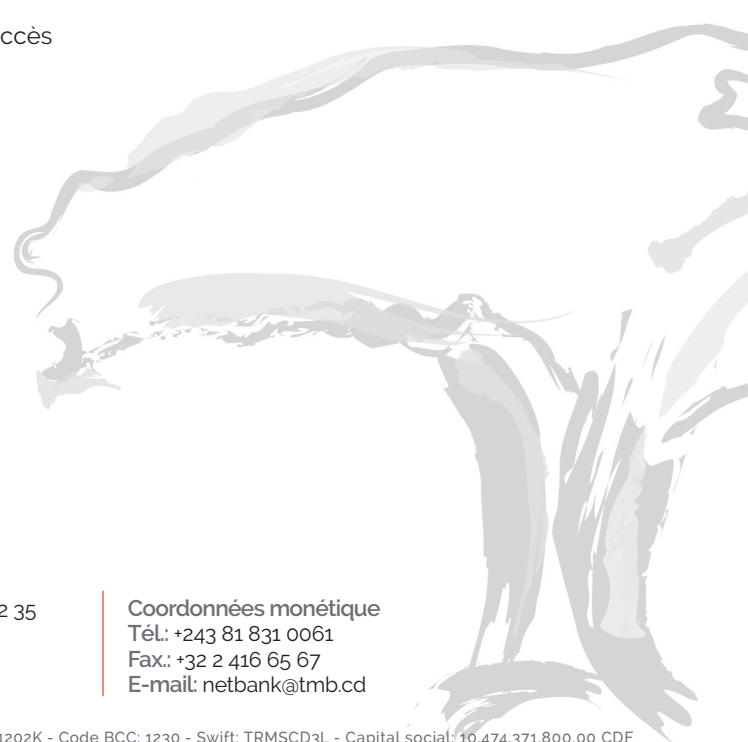 ccès
2 35
Coordonnées monétique
Tél.: +243 81 831 0061
Fax.: +32 2 416 65 67
E-mail: netbank@tmb.cd
1202K - Code BCC: 1230 - Swift: TRMSCD3L - Capital social: 10.474.371.800,00 CDF